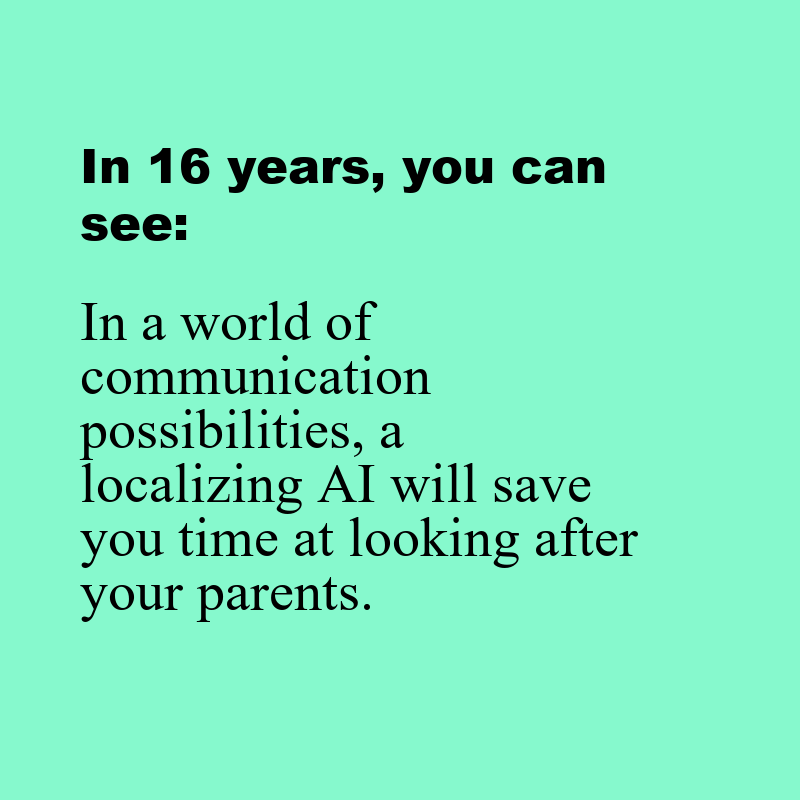 In 16 years, you can
see:
In a world of
communication
possibilities, a
localizing AI will save
you time at looking after
your parents.